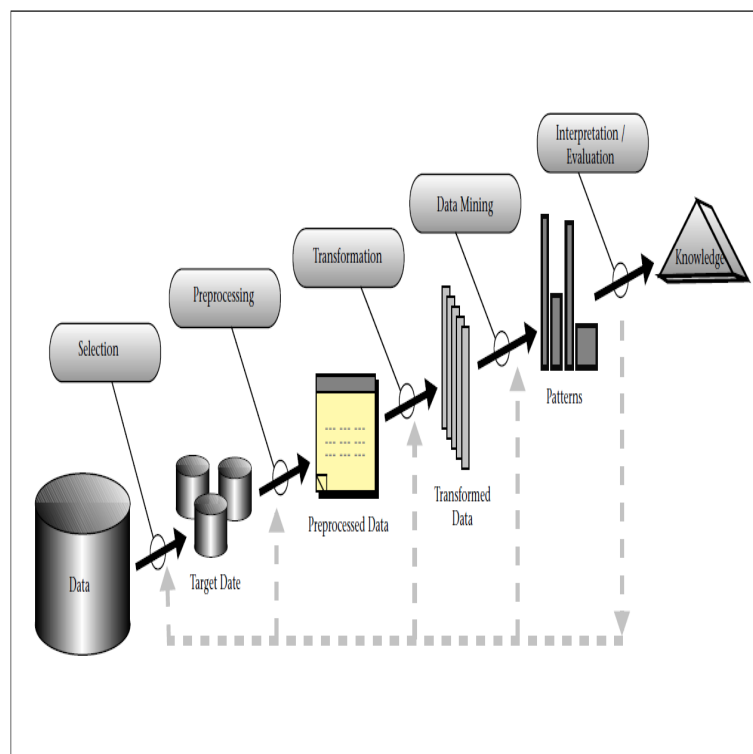 Interpretation /
Evaluation
Data Mining
Knowledge
Transformation
Preprocessing
Selection
Patterns
Transformed
Data
--- --- ---
--- --- ---
--- --- ---
Preprocessed Data
Target Date
Data